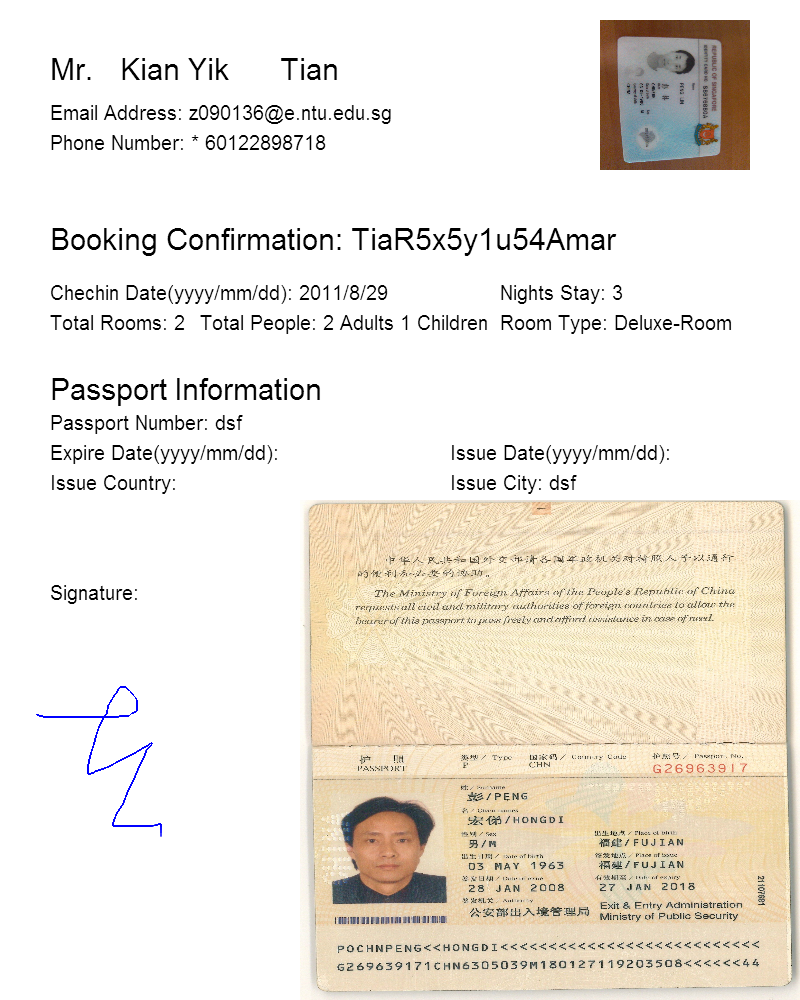 Mr. Kian Yik Tian
Email Address: z090136@e.ntu.edu.sg
Phone Number: * 60122898718
REPUBLIC OF SINGAPORE
Booking Confirmation: TiaR5x5y1u54Amar
Chechin Date(yyyy/mm/dd): 2011/8/29 Nights Stay: 3
Total Rooms: 2 Total People: 2 Adults 1 Children Room Type: Deluxe-Room
Passport Information
Passport Number: dsf
Expire Date(yyyy/mm/dd): Issue Date(yyyy/mm/dd):
Issue Country: Issue City: dsf
Signature:
中华人民共和国外交部请各国军政机关对持照人予以通行
的便利和必要的协助。
The Ministry of Foreign Affairs of the People's Republic of China
requests all civil and military authorities of foreign countries to allow the
bearer of this passport to pass freely and afford assistance in case of need.
护 照 类型 / Type 国家码 / Country Code 护照号 / Passport No.
PASSPORT P CHN G26963917
姓 / Surname
彭/PENG
名 / Given names
宏俤/HONGDI
性别 / Sex 出生地点 / Place of birth
男/M 福建/FUJIAN
出生日期 / Date of birth 签发地点 / Place of issue
03 MAY 1963 福建/FUJIAN
签发日期 / Date of issue 有效期至 / Date of expiry
28 JAN 2008 27 JAN 2018
签发机关 / Authority
公安部出入境管理局 Exit & Entry Administration
Ministry of Public Security
POCHNPENG<<HONGDI<<<<<<<<<<<<<<<<<<<<<<<<<<<
G269639171CHN6305039M180127119203508<<<<<<44